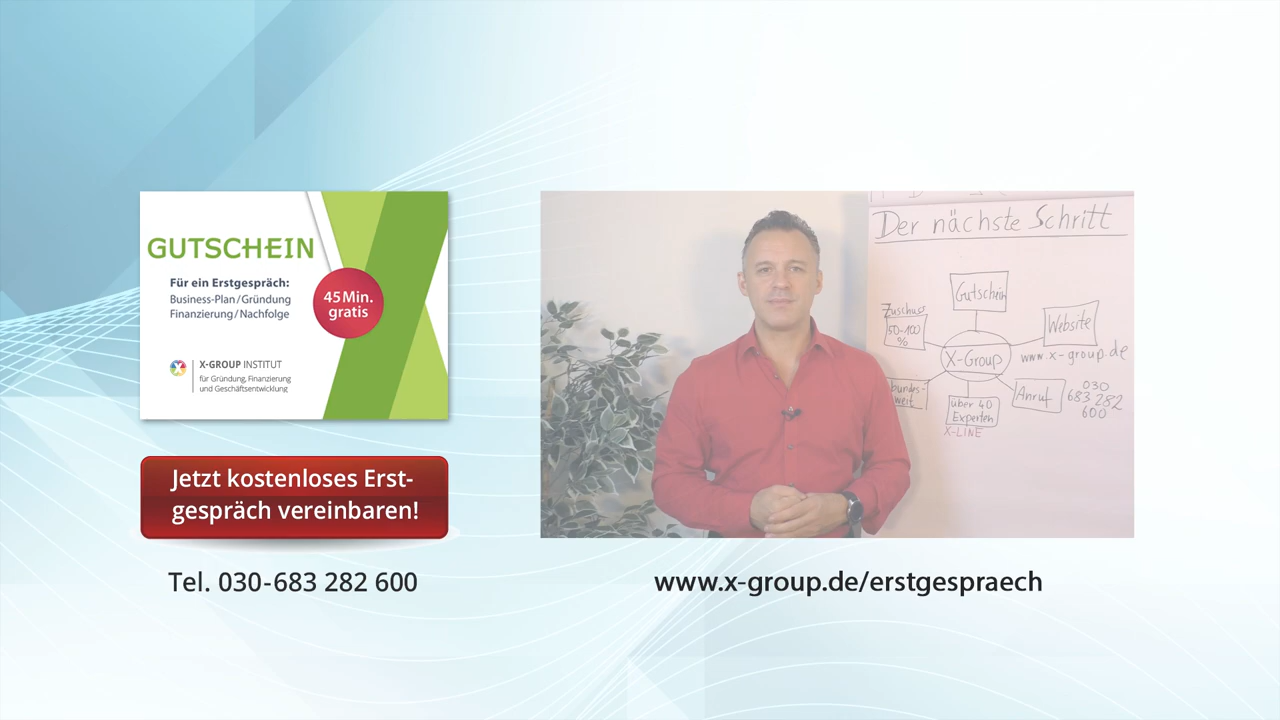 GUTSCHEIN
Für ein Erstgespräch:
Business-Plan/Gründung
Finanzierung/Nachfolge
45 Min.
gratis
X-GROUP INSTITUT
für Gründung, Finanzierung
und Geschäftsentwicklung
Jetzt kostenloses Erst-
gespräch vereinbaren!
Tel. 030-683 282 600
Der nächste Schritt
Gutschein
Zuschuss
50-100
%
Website
www.x-group.de
X-Group
bundes-
weit
über 40
Experten
X-LINE
Anruf
030
683 282
600
www.x-group.de/erstgespraech